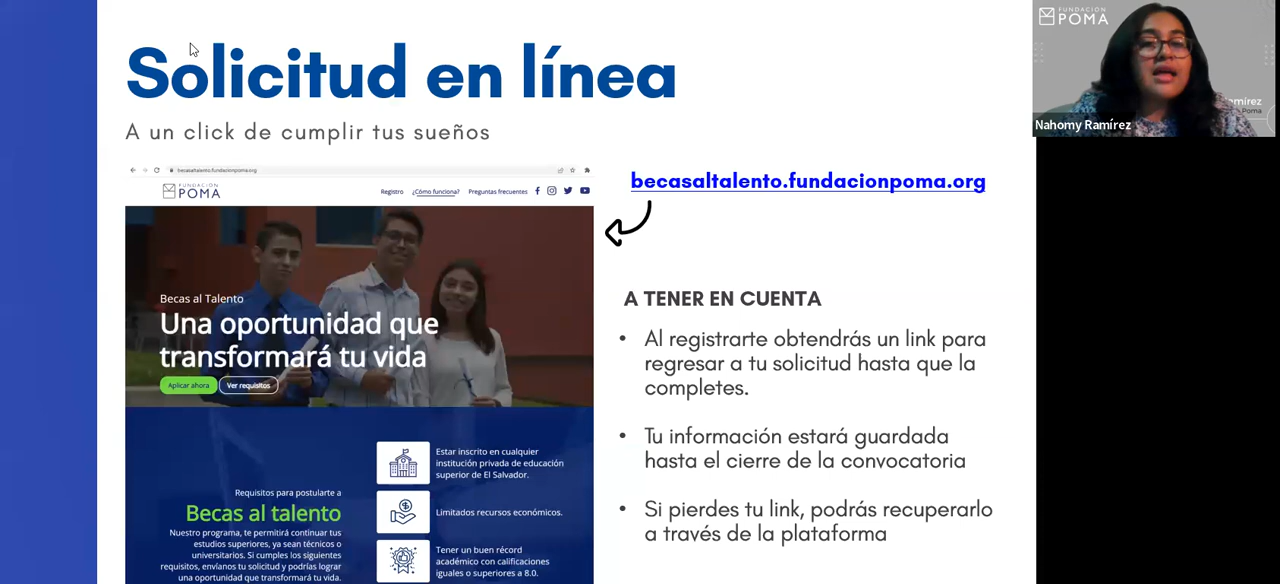 Solicitud en línea
A un click de cumplir tus sueños
becasaltalento.fundacionpoma.org
FUNDACIÓN
POMA
Registro ¿Cómo funciona? Preguntas frecuentes
Becas al Talento
Una oportunidad que
transformará tu vida
Aplicar ahora
Ver requisitos
Requisitos para postularte a
Becas al talento
Nuestro programa, te permitirá continuar tus
estudios superiores, ya sean técnicos o
universitarios. Si cumples los siguientes
requisitos, envíanos tu solicitud y podrías lograr
una oportunidad que transformará tu vida.
Estar inscrito en cualquier
institución privada de educación
superior de El Salvador.
Limitados recursos económicos.
Tener un buen récord
académico con calificaciones
iguales o superiores a 8.0.
becasaltalento.fundacionpoma.org
A TENER EN CUENTA
• Al registrarte obtendrás un link para
regresar a tu solicitud hasta que la
completes.
• Tu información estará guardada
hasta el cierre de la convocatoria
• Si pierdes tu link, podrás recuperarlo
a través de la plataforma
FUNDACIÓN
POMA
mírez
Poma
Nahomy Ramírez